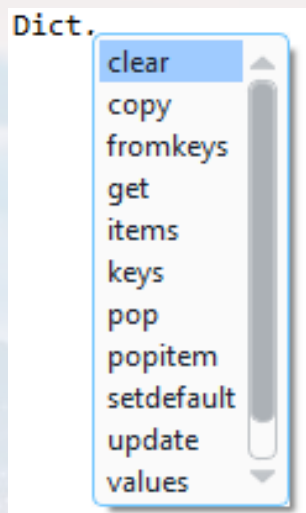 Dict.
clear
copy
fromkeys
get
items
keys
pop
popitem
setdefault
update
values